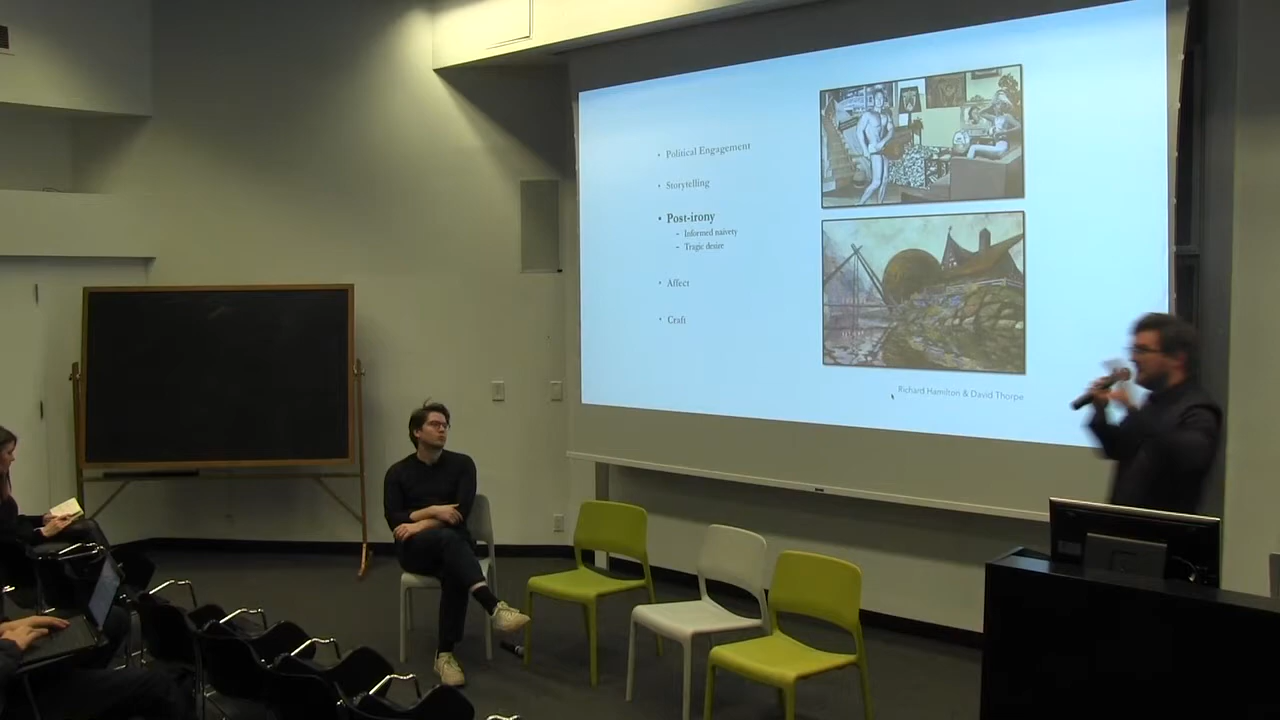 • Political Engagement
• Storytelling
• Post-irony
– Informed naivety
– Tragic desire
• Affect
• Craft
Richard Hamilton & David Thorpe